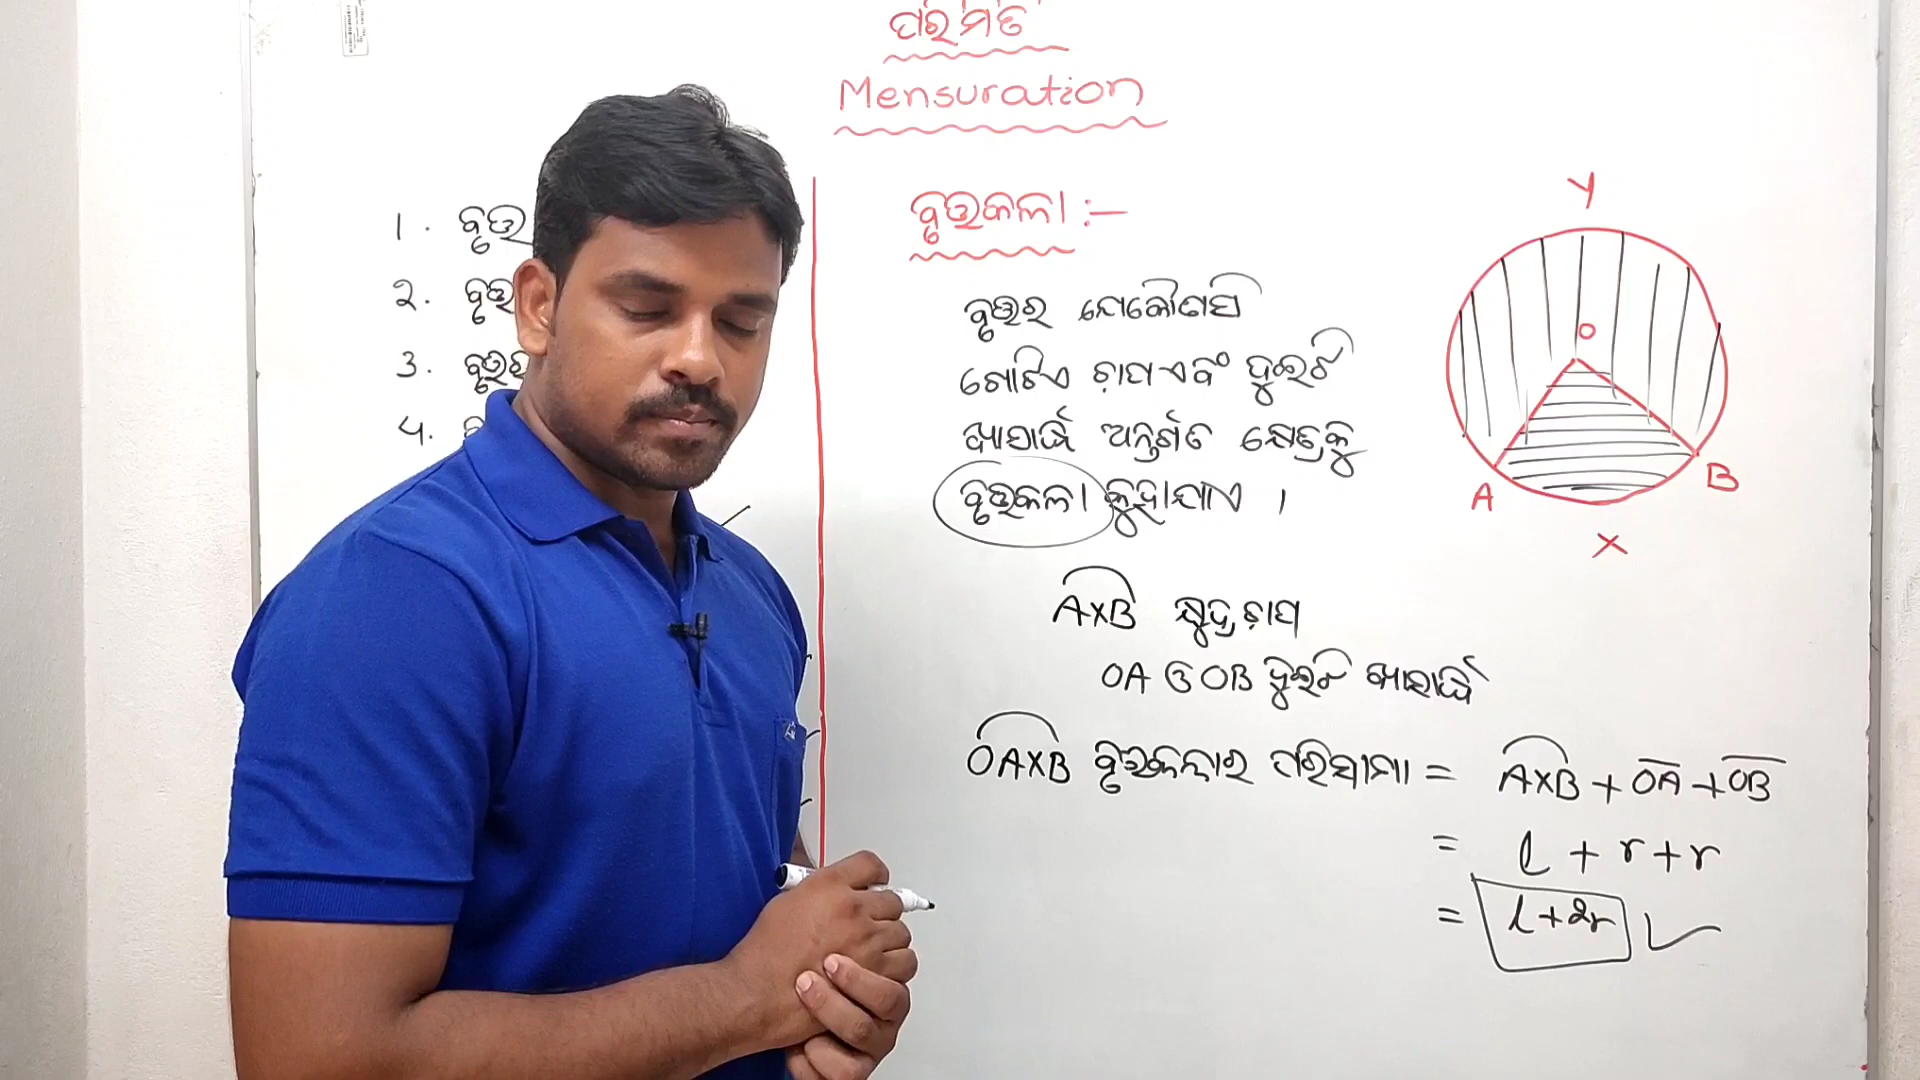 ପରିମିତି
Mensuration
1. ବୃତ୍ତ
2. ବୃତ୍ତ
3. ବୃତ୍ତର
4.
ବୃତ୍ତକଳା :—
ବୃତ୍ତର ଯେକୌଣସି
ଗୋଟିଏ ଚାପ ଏବଂ ଦୁଇଟି
ବ୍ୟାସାର୍ଦ୍ଧ ଅନ୍ତର୍ଗତ କ୍ଷେତ୍ରକୁ
ବୃତ୍ତକଳା କୁହାଯାଏ ।
AXB କ୍ଷୁଦ୍ର ଚାପ
OA ଓ OB ଦୁଇଟି ବ୍ୟାସାର୍ଦ୍ଧ
OAXB ବୃତ୍ତକଳାର ପରିସୀମା = AXB + OA + OB
= l + r + r
= l + 2r
Y
O
A
B
X